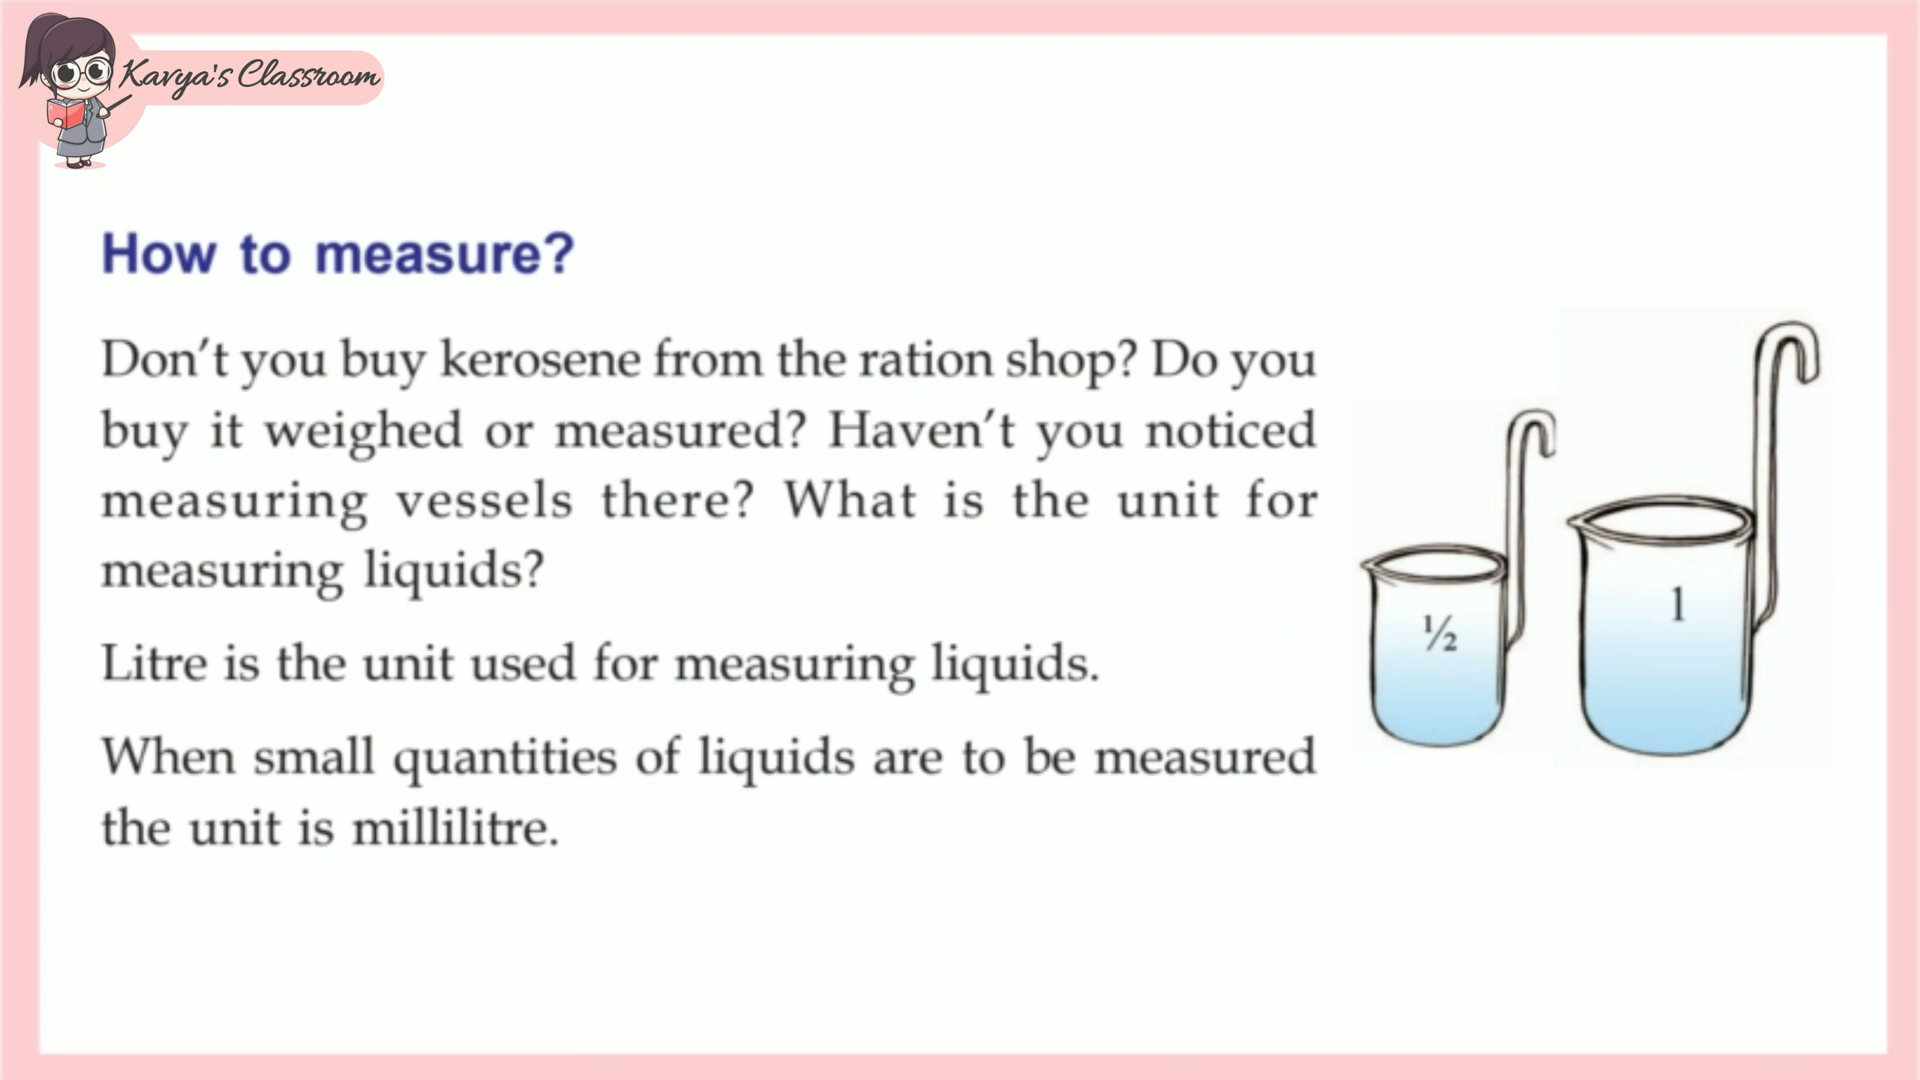 Kavya's Classroom
How to measure?
Don't you buy kerosene from the ration shop? Do you
buy it weighed or measured? Haven't you noticed
measuring vessels there? What is the unit for
measuring liquids?
Litre is the unit used for measuring liquids.
When small quantities of liquids are to be measured
the unit is millilitre.
½
1